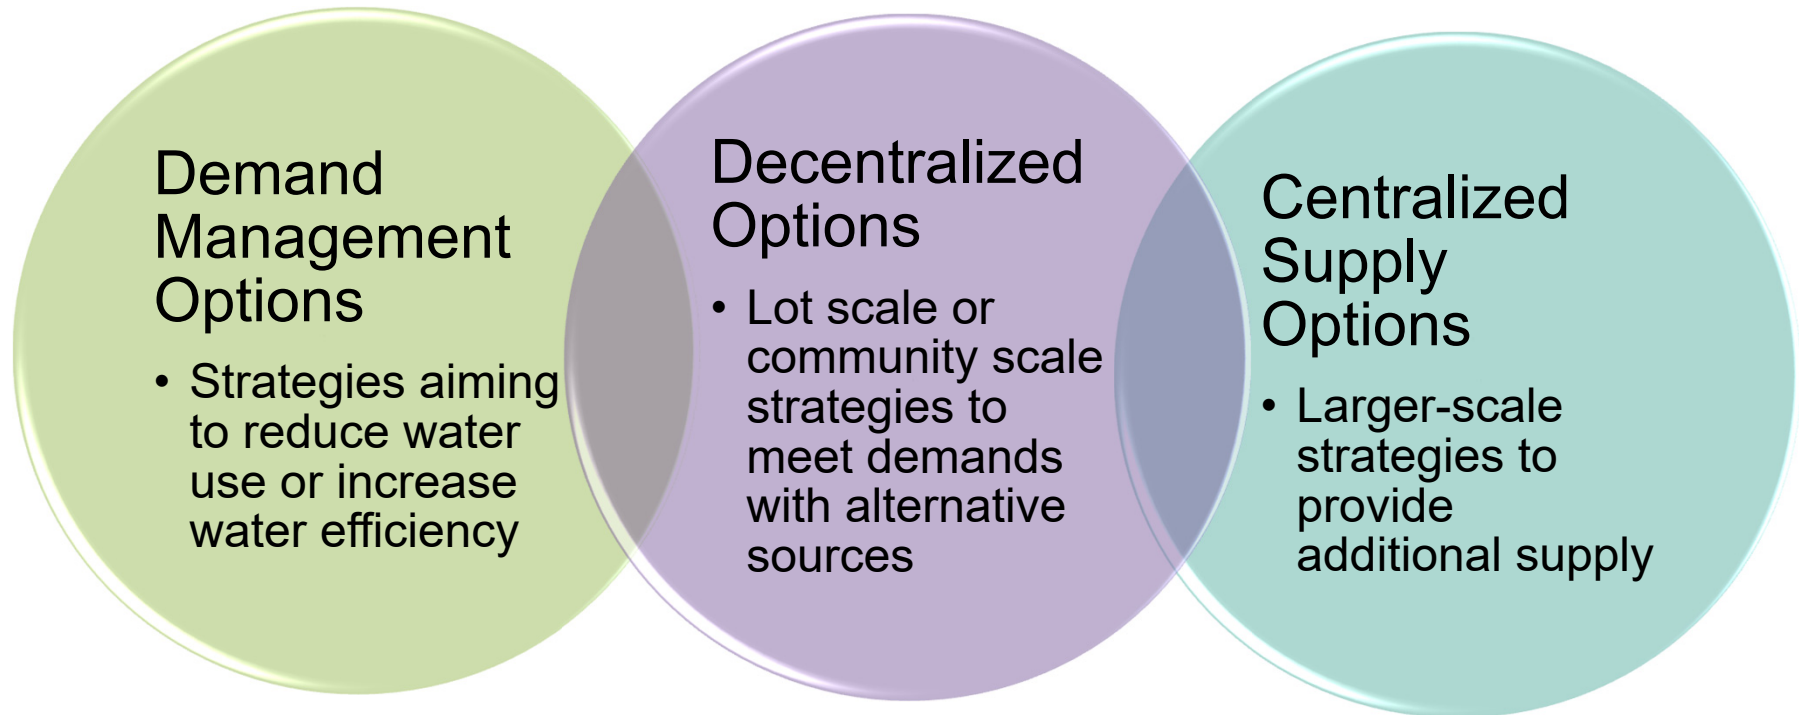 Demand
Management
Options
• Strategies aiming
to reduce water
use or increase
water efficiency
Decentralized
Options
• Lot scale or
community scale
strategies to
meet demands
with alternative
sources
Centralized
Supply
Options
• Larger-scale
strategies to
provide
additional supply